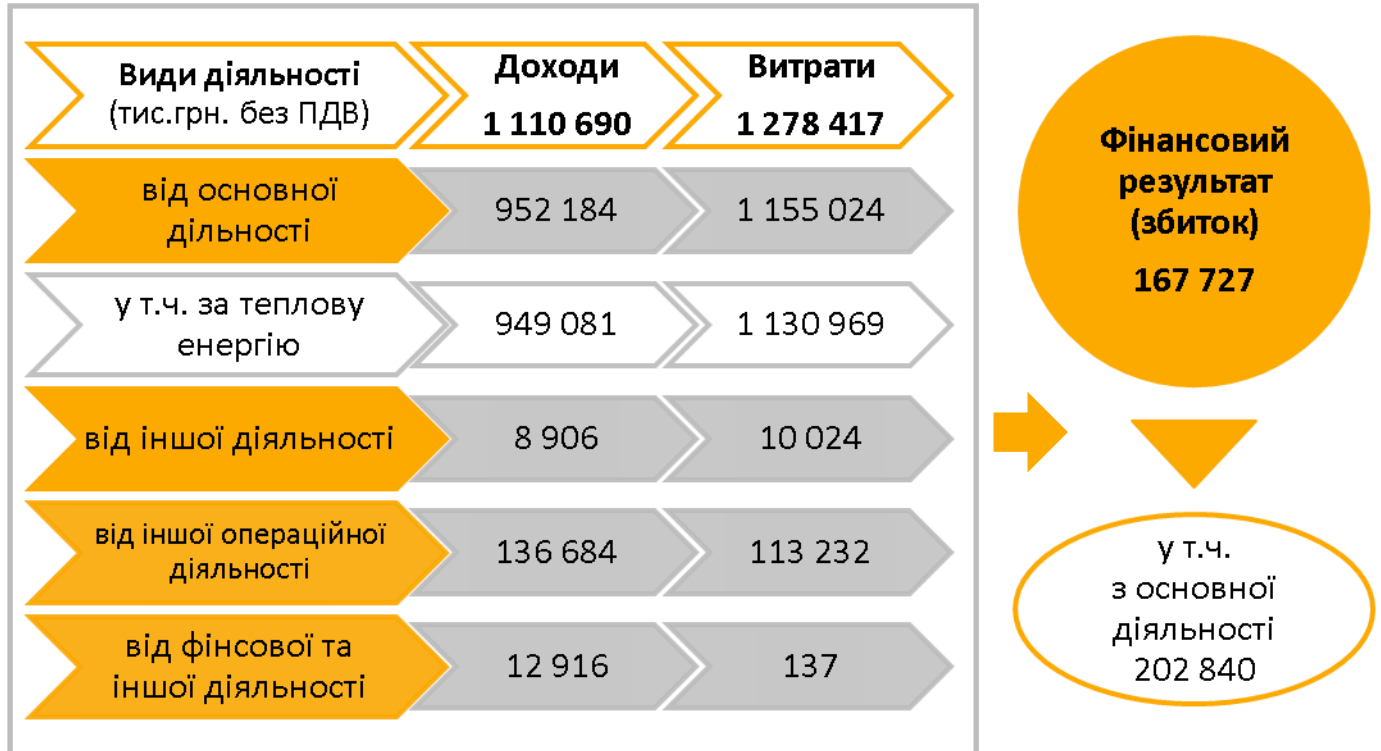 Види діяльності
(тис.грн. без ПДВ)
Доходи
1 110 690
Витрати
1 278 417
від основної
дільності
952 184
1 155 024
у т.ч. за теплову
енергію
949 081
1 130 969
від іншої діяльності
8 906
10 024
від іншої операційної
діяльності
136 684
113 232
від фінсової та
іншої діяльності
12 916
137
Фінансовий
результат
(збиток)
167 727
у т.ч.
з основної
діяльності
202 840